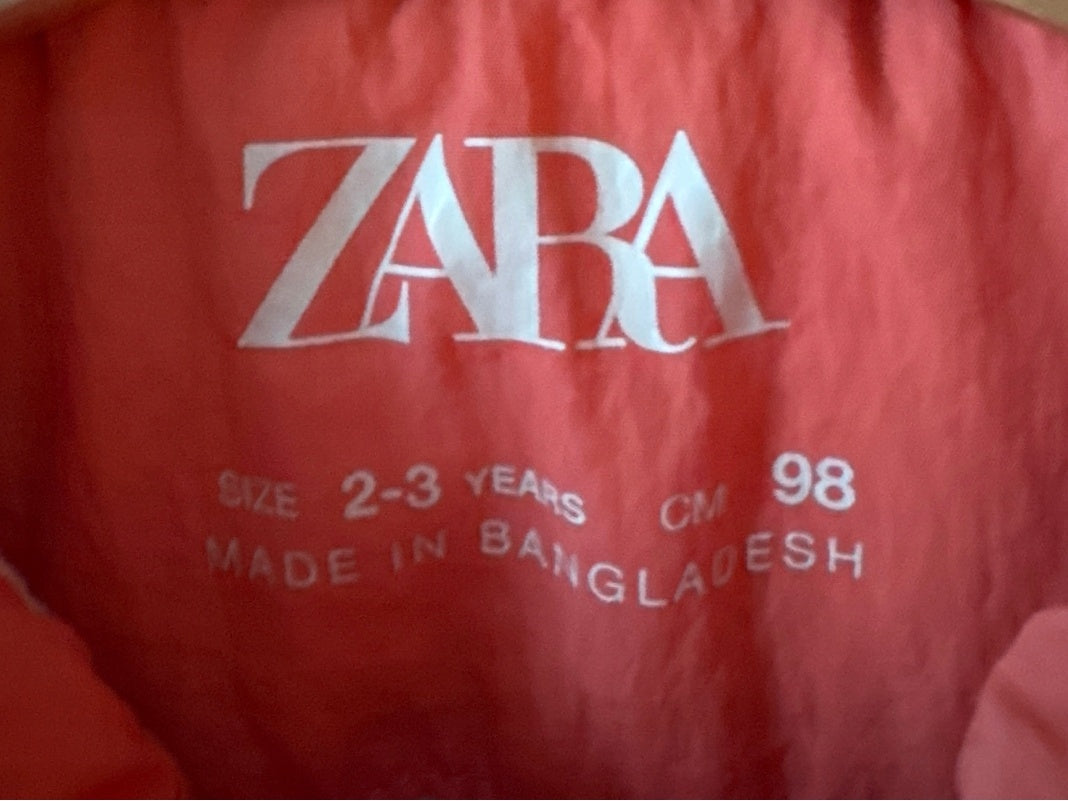 ZARA
SIZE 2-3 YEARS CM 98
MADE IN BANGLADESH